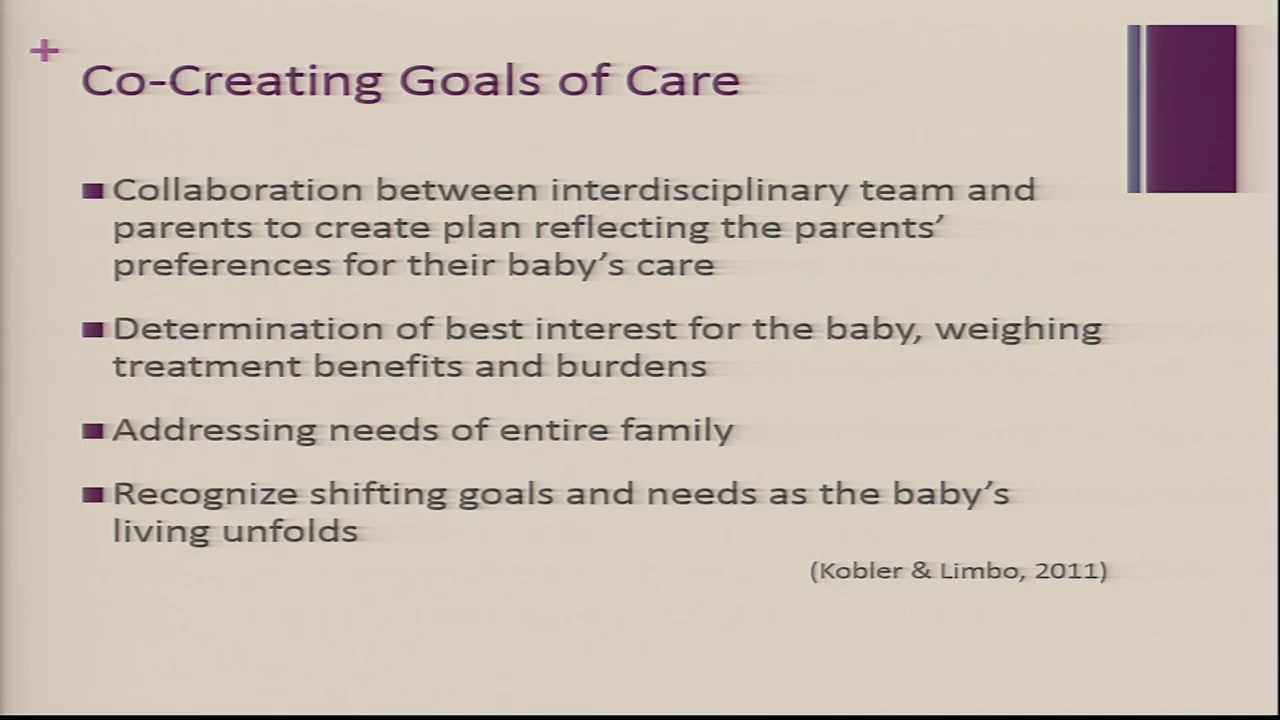 +
Co-Creating Goals of Care
Collaboration between interdisciplinary team and
parents to create plan reflecting the parents’
preferences for their baby’s care
Determination of best interest for the baby, weighing
treatment benefits and burdens
Addressing needs of entire family
Recognize shifting goals and needs as the baby’s
living unfolds
(Kobler & Limbo, 2011)